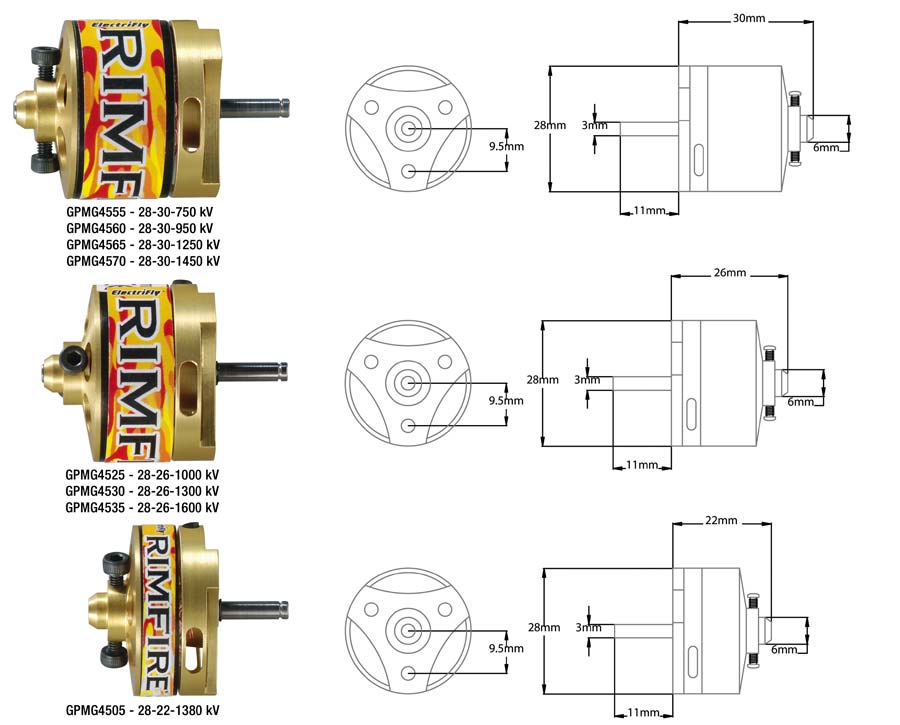 ElectriFly
RIMF
30mm
28mm
3mm
9.5mm
6mm
11mm
GPMG4555 - 28-30-750 kV
GPMG4560 - 28-30-950 kV
GPMG4565 - 28-30-1250 kV
GPMG4570 - 28-30-1450 kV
ElectriFly
RIMF
26mm
28mm
3mm
9.5mm
6mm
11mm
GPMG4525 - 28-26-1000 kV
GPMG4530 - 28-26-1300 kV
GPMG4535 - 28-26-1600 kV
RIMFIRE
22mm
28mm
3mm
9.5mm
6mm
11mm
GPMG4505 - 28-22-1380 kV